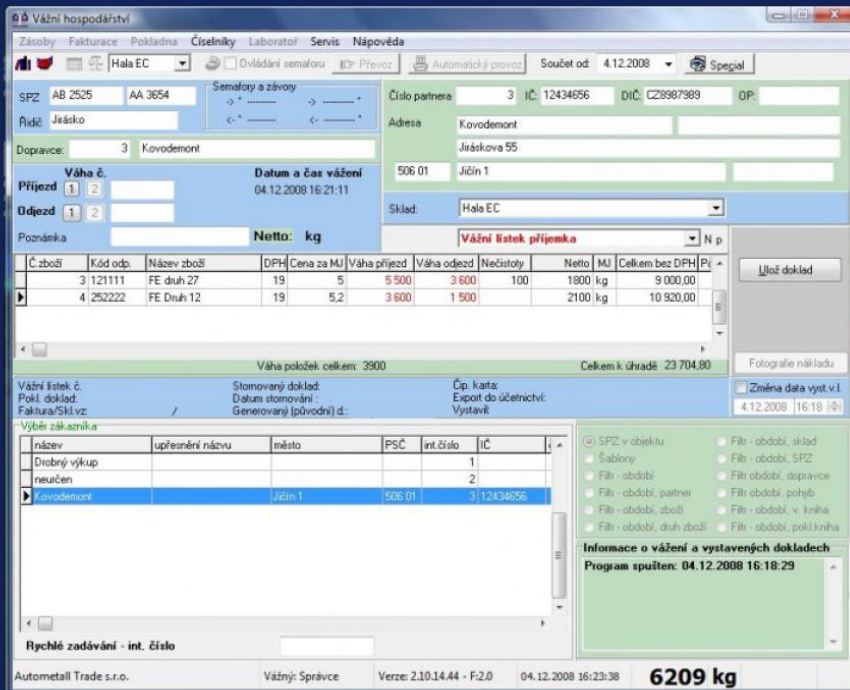 Vážní hospodářství
Zásoby Fakturace Pokladna Číselníky Laboratoř Servis Nápověda
Hala EC Ovládání semaforu Převoz Automatický provoz Součet od: 4.12.2008 Special
SPZ AB 2525 AA 3654 Semafory a závory
-> * ---------- -> ---------- *
<- * ---------- <- ---------- *
Řidič Jirásko
Dopravce: 3 Kovodemont
Váha č. Datum a čas vážení
Příjezd 1 2 04.12.2008 16:21:11
Odjezd 1 2
Poznámka Netto: kg
Číslo partnera 3 IČ: 12434656 DIČ: CZ8987989 OP:
Adresa Kovodemont
Jiráskova 55
506 01 Jičín 1
Sklad: Hala EC
Vážní lístek příjemka N p
Č.zboží Kód odp. Název zboží DPH Cena za MJ Váha příjezd Váha odjezd Nečistoty Netto MJ Celkem bez DPH
3 121111 FE druh 27 19 5 5 500 3 600 100 1800 kg 9 000,00
4 252222 FE Druh 12 19 5,2 3 600 1 500 2100 kg 10 920,00
Ulož doklad
Váha položek celkem: 3900 Celkem k úhradě 23 704,80
Fotografie nákladu
Vážní lístek č. Stornovaný doklad: Čip. karta:
Pokl. doklad: Datum stornování : Export do účetnictví:
Faktura/Skl.vz: / Generovaný (původní) d.: Vystavil:
Změna data vyst.v.l.
4.12.2008 16:18
Výběr zákazníka
název upřesnění názvu město PSČ int.číslo IČ
Drobný výkup 1
neurčen 2
Kovodemont Jičín 1 506 01 3 12434656
Rychlé zadávání - int. číslo
SPZ v objektu Filtr - období, sklad
Šablony Filtr - období, SPZ
Filtr - období Filtr období, dopravce
Filtr - období, partner Filtr období, pohyb
Filtr - období, zboží Filtr - období, v. kniha
Filtr - období, druh zboží Filtr - období, pokl.kniha
Informace o vážení a vystavených dokladech
Program spušten: 04.12.2008 16:18:29
Autometall Trade s.r.o. Vážný: Správce Verze: 2.10.14.44 - F:2.0 04.12.2008 16:23:38 6209 kg